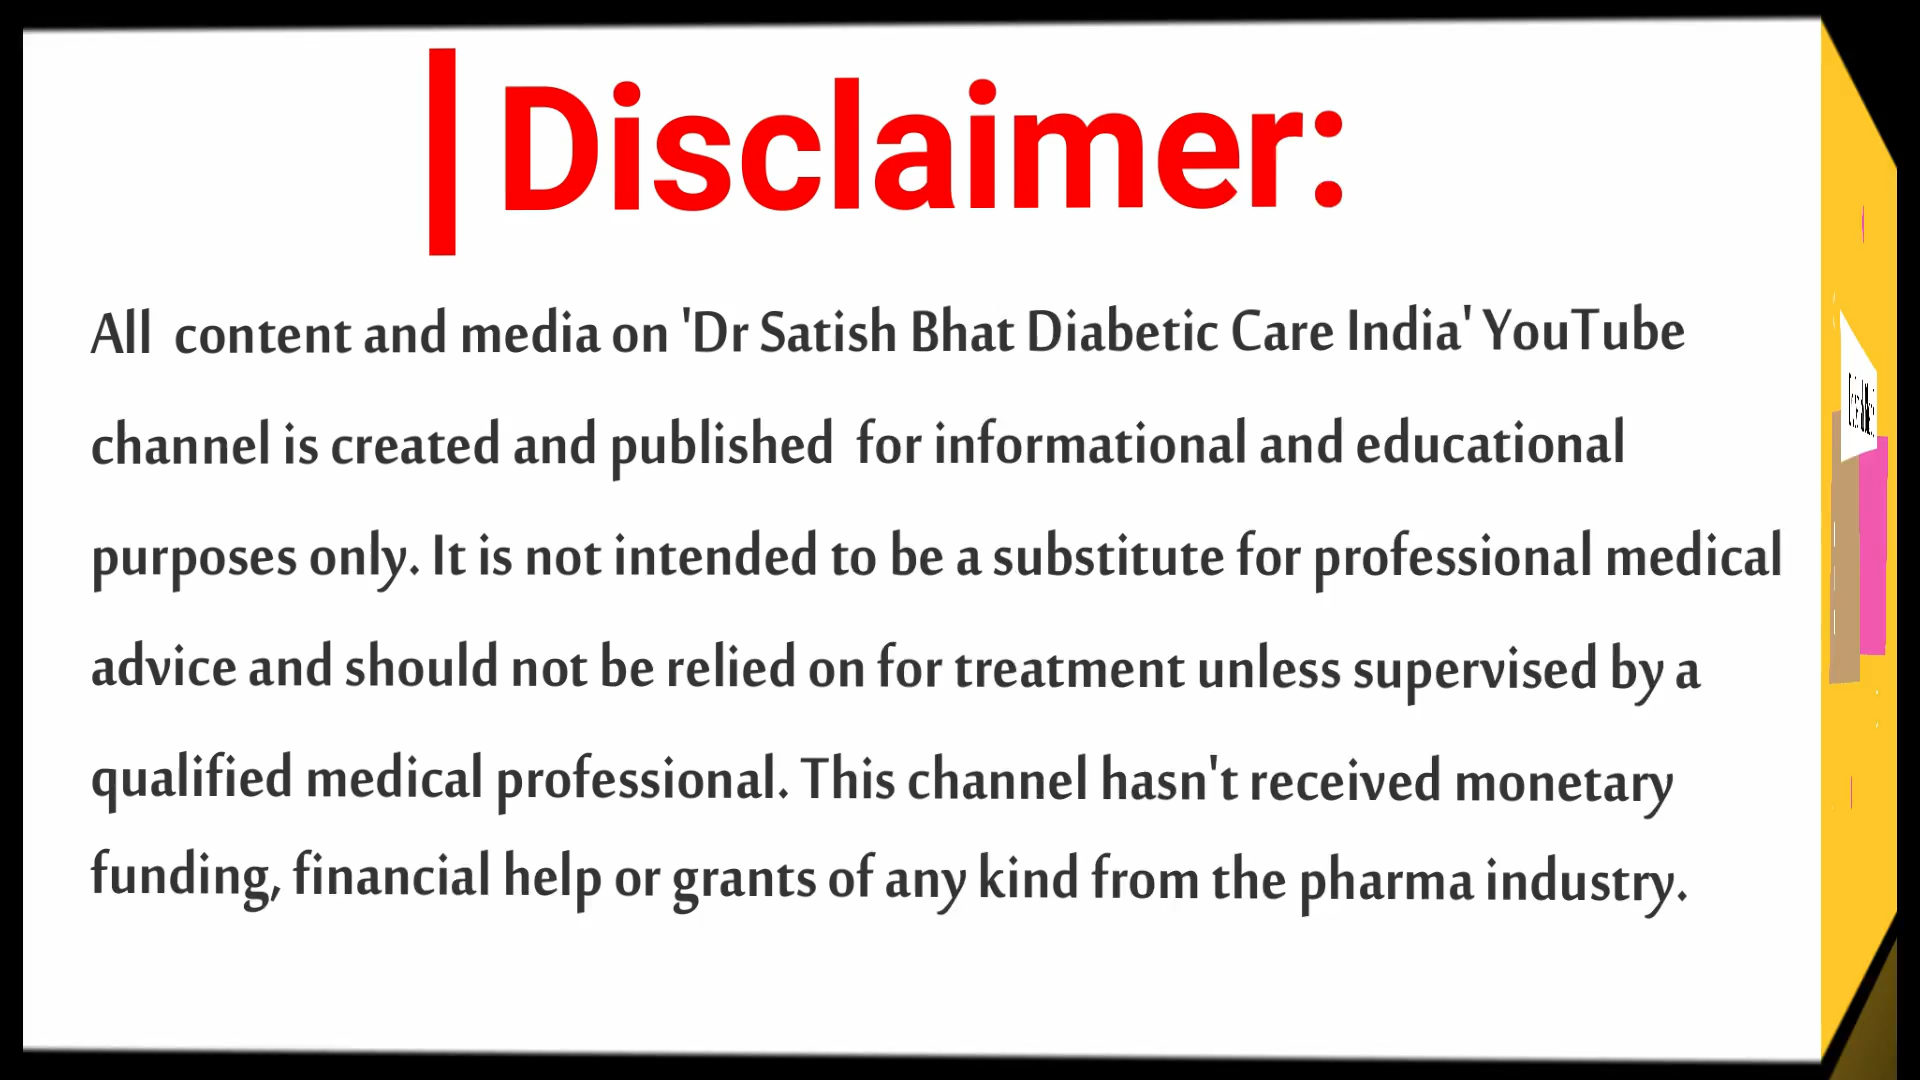 Disclaimer:
All content and media on 'Dr Satish Bhat Diabetic Care India' YouTube
channel is created and published for informational and educational
purposes only. It is not intended to be a substitute for professional medical
advice and should not be relied on for treatment unless supervised by a
qualified medical professional. This channel hasn't received monetary
funding, financial help or grants of any kind from the pharma industry.